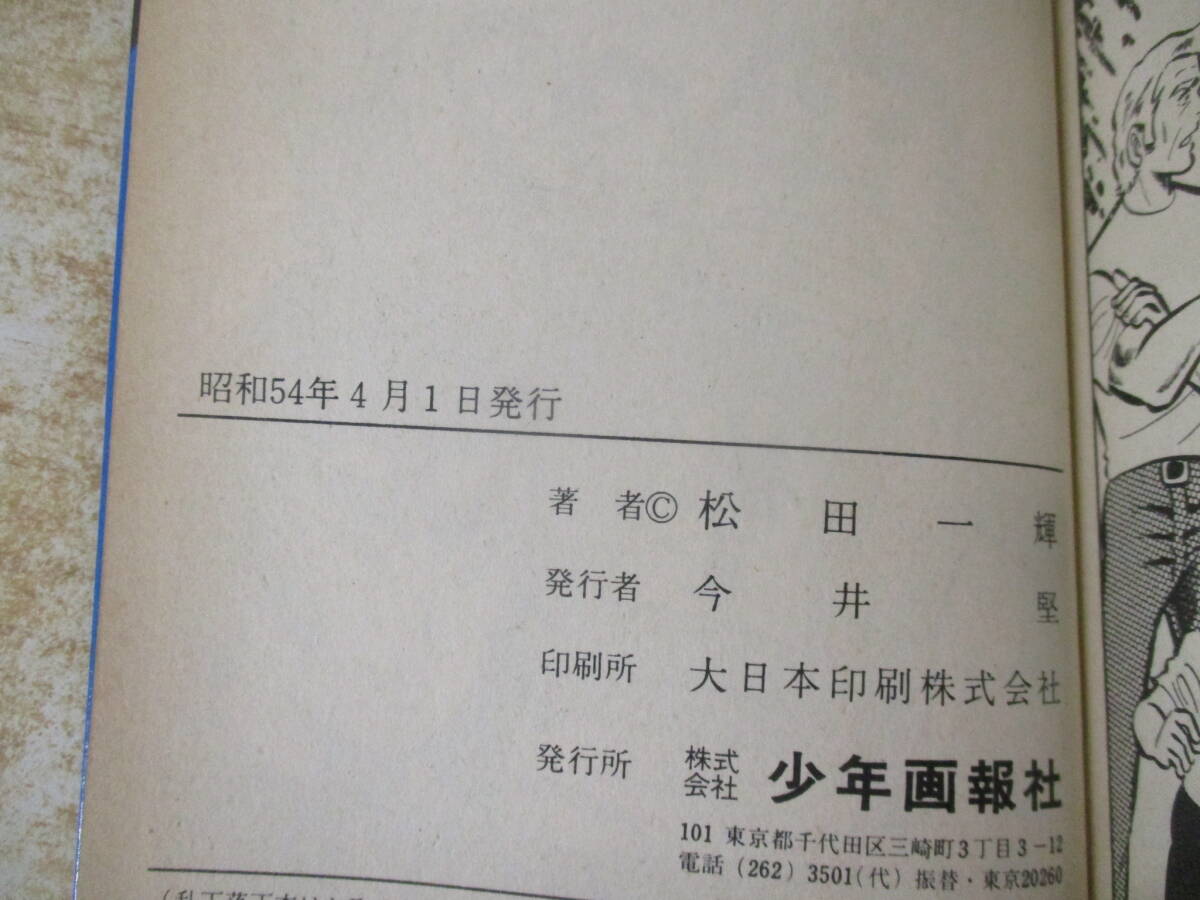 昭和54年4月1日発行
著者©松田一輝
発行者 今井堅
印刷所 大日本印刷株式会社
発行所 株式会社 少年画報社
101 東京都千代田区三崎町3丁目3-12
電話(262)3501(代)振替・東京20260